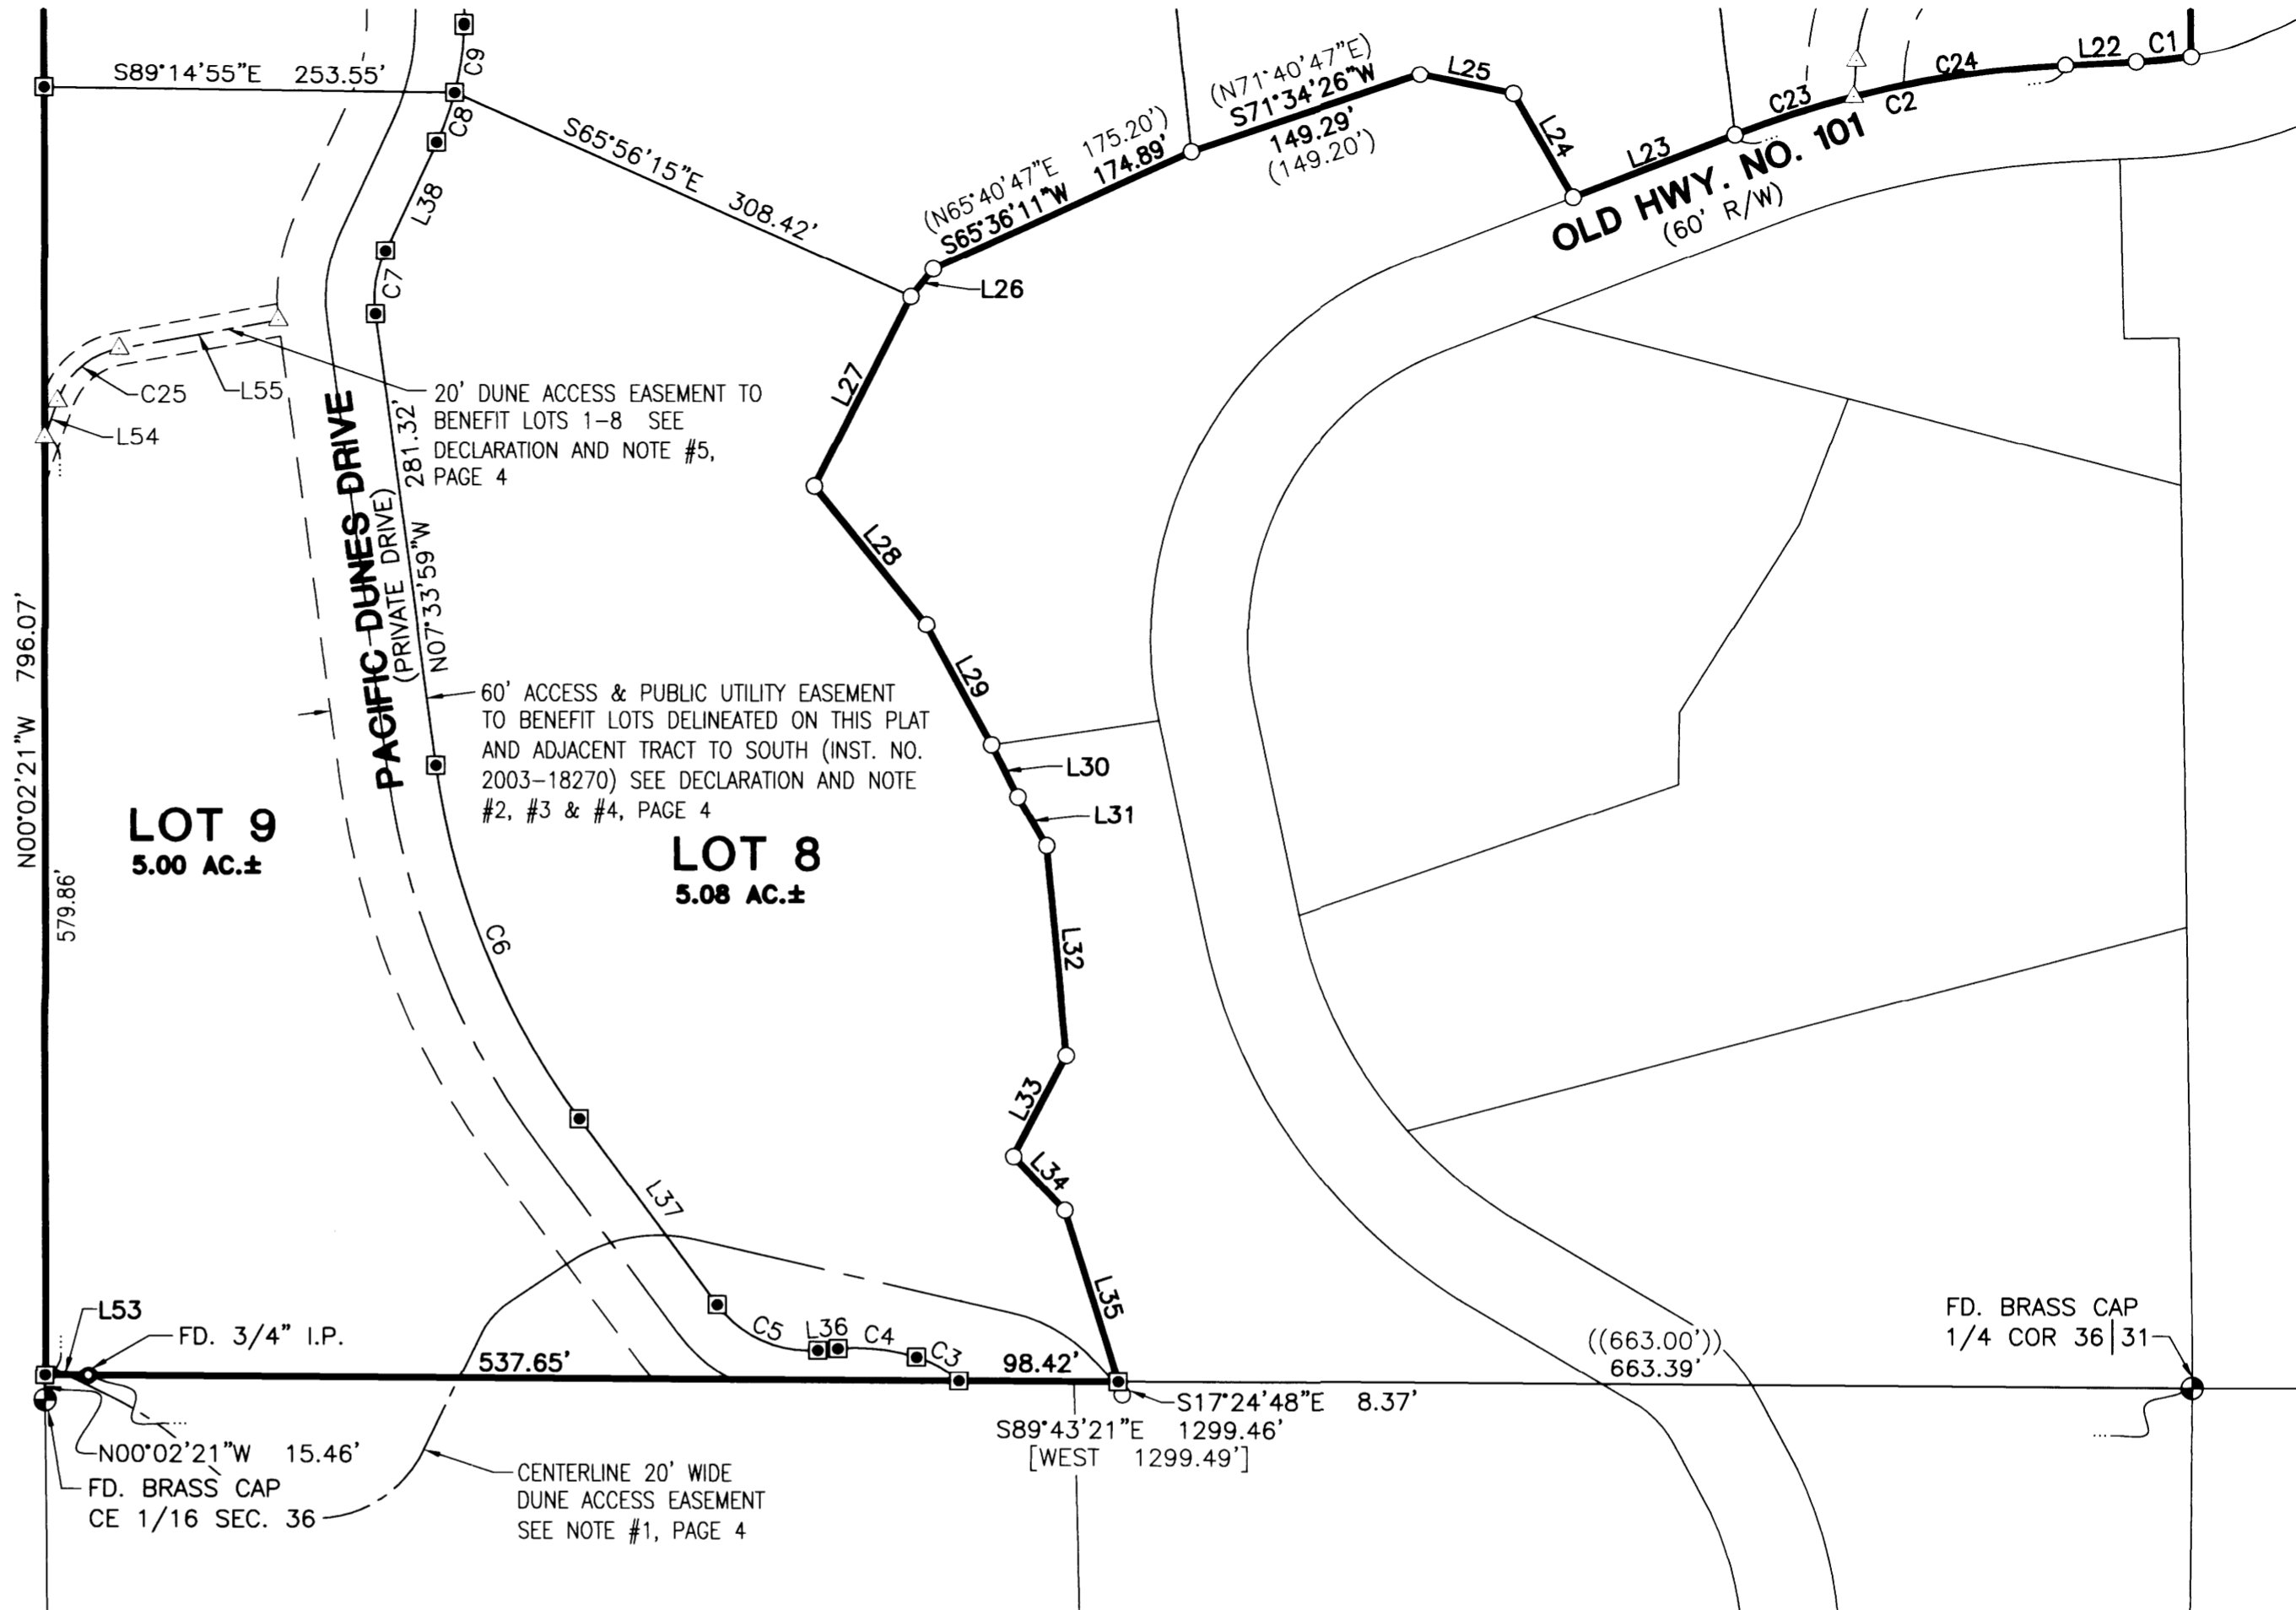 S89°14'55"E 253.55'
C9
C8
L38
C7
S65°56'15"E 308.42'
(N65°40'47"E 175.20')
S65°36'11"W 174.89'
(N71°40'47"E)
S71°34'26"W
149.29'
(149.20')
L25
L24
L23
C23
C24
C2
L22
C1
OLD HWY. NO. 101
(60' R/W)
L26
L27
C25
L55
L54
20' DUNE ACCESS EASEMENT TO
BENEFIT LOTS 1-8 SEE
DECLARATION AND NOTE #5,
PAGE 4
PACIFIC DUNES DRIVE
(PRIVATE DRIVE)
N07°33'59"W 281.32'
L28
L29
L30
L31
60' ACCESS & PUBLIC UTILITY EASEMENT
TO BENEFIT LOTS DELINEATED ON THIS PLAT
AND ADJACENT TRACT TO SOUTH (INST. NO.
2003-18270) SEE DECLARATION AND NOTE
#2, #3 & #4, PAGE 4
N00°02'21"W 796.07'
579.86'
LOT 9
5.00 AC.±
LOT 8
5.08 AC.±
C6
L32
L33
L34
L35
L37
C5
L36
C4
C3
L53
FD. 3/4" I.P.
537.65'
98.42'
((663.00'))
663.39'
FD. BRASS CAP
1/4 COR 36|31
S17°24'48"E 8.37'
S89°43'21"E 1299.46'
[WEST 1299.49']
N00°02'21"W 15.46'
FD. BRASS CAP
CE 1/16 SEC. 36
CENTERLINE 20' WIDE
DUNE ACCESS EASEMENT
SEE NOTE #1, PAGE 4